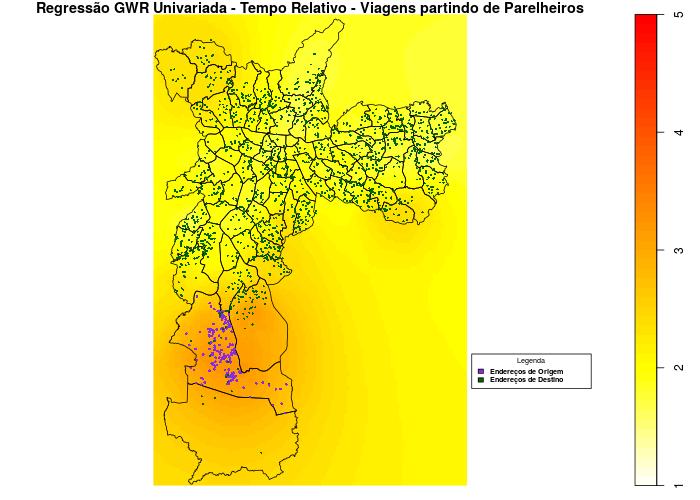 Regressão GWR Univariada - Tempo Relativo - Viagens partindo de Parelheiros
5
4
3
2
1
Legenda
Endereços de Origem
Endereços de Destino